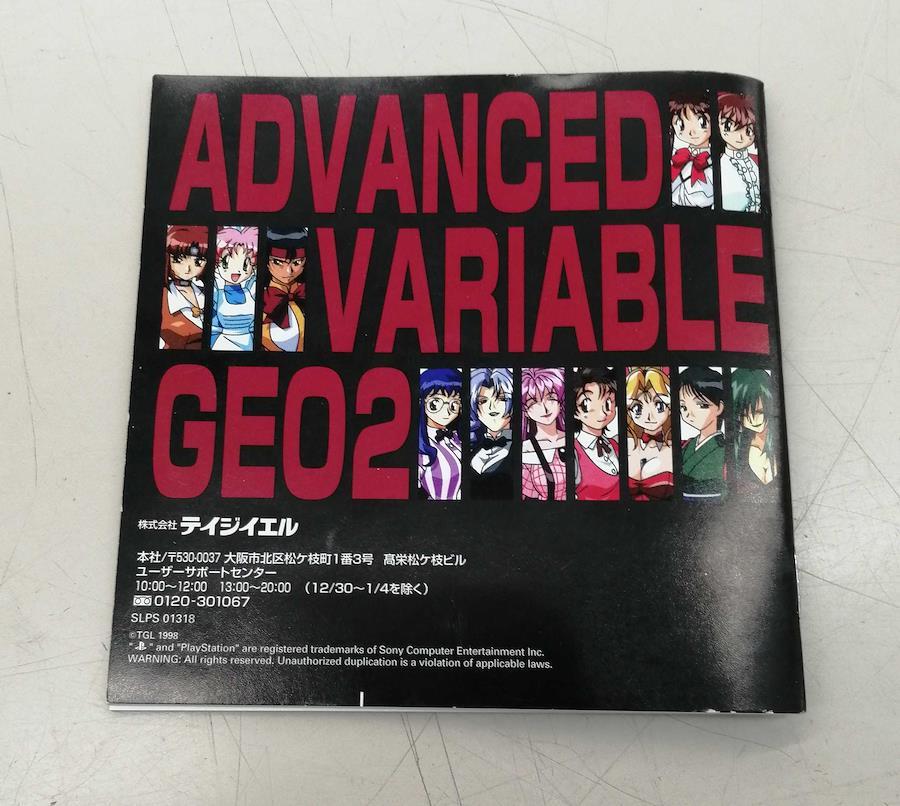 ADVANCED
VARIABLE
GEO2
株式会社 テイジイエル
本社/〒530-0037 大阪市北区松ケ枝町1番3号 高栄松ケ枝ビル
ユーザーサポートセンター
10:00〜12:00 13:00〜20:00 (12/30〜1/4を除く)
0120-301067
SLPS 01318
©TGL 1998
" " and "PlayStation" are registered trademarks of Sony Computer Entertainment Inc.
WARNING: All rights reserved. Unauthorized duplication is a violation of applicable laws.